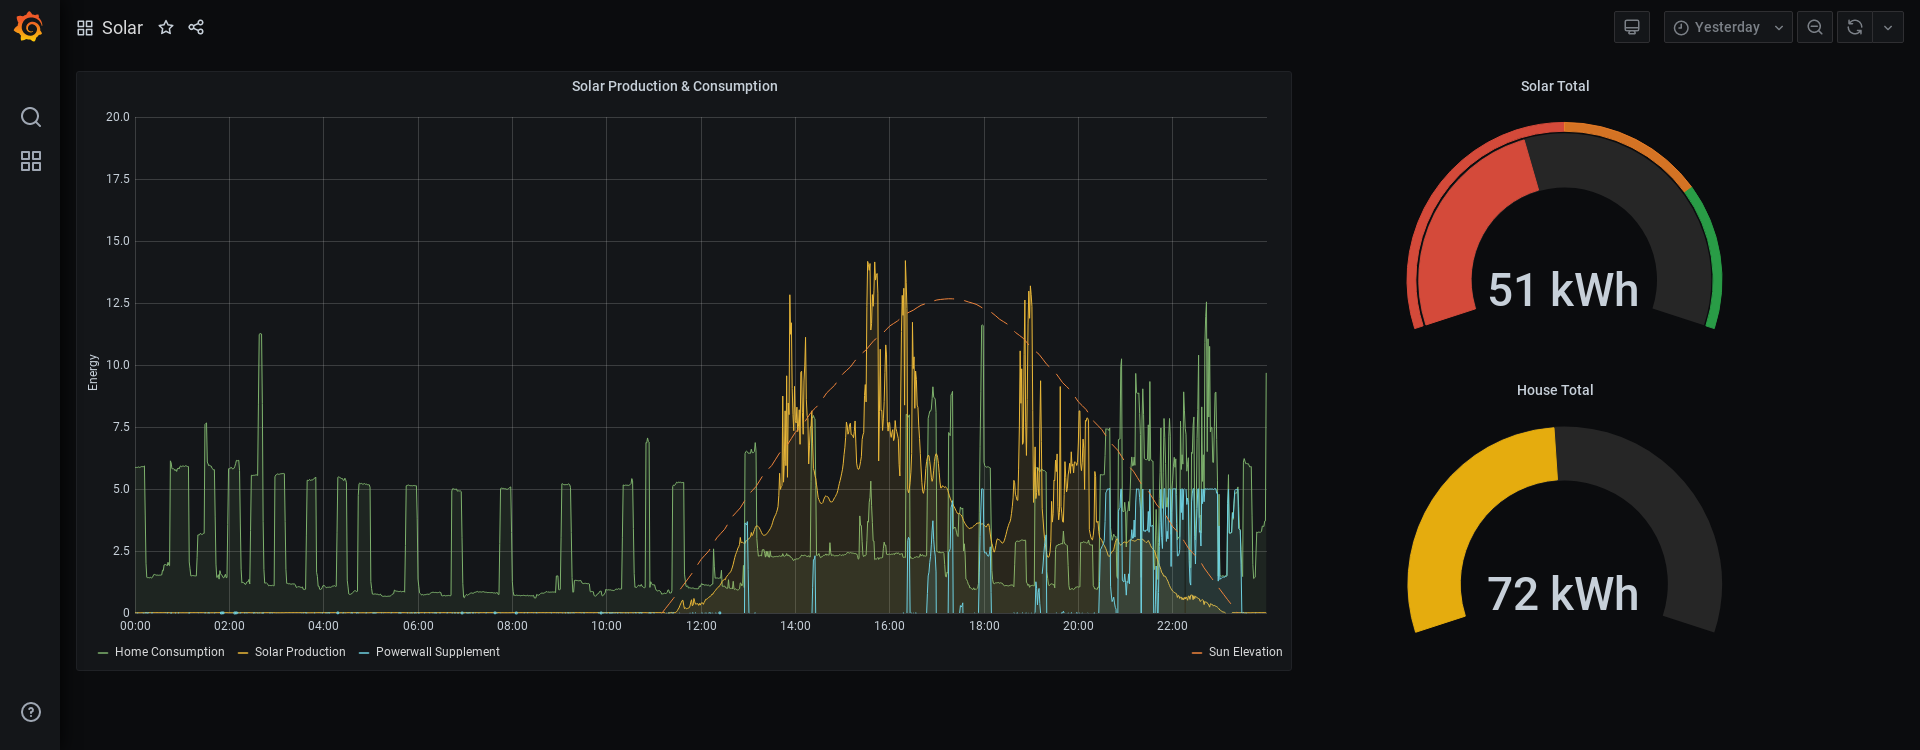 Solar
Yesterday
Solar Production & Consumption
20.0
17.5
15.0
12.5
10.0
7.5
5.0
2.5
0
Energy
00:00 02:00 04:00 06:00 08:00 10:00 12:00 14:00 16:00 18:00 20:00 22:00
Home Consumption Solar Production Powerwall Supplement Sun Elevation
Solar Total
51 kWh
House Total
72 kWh